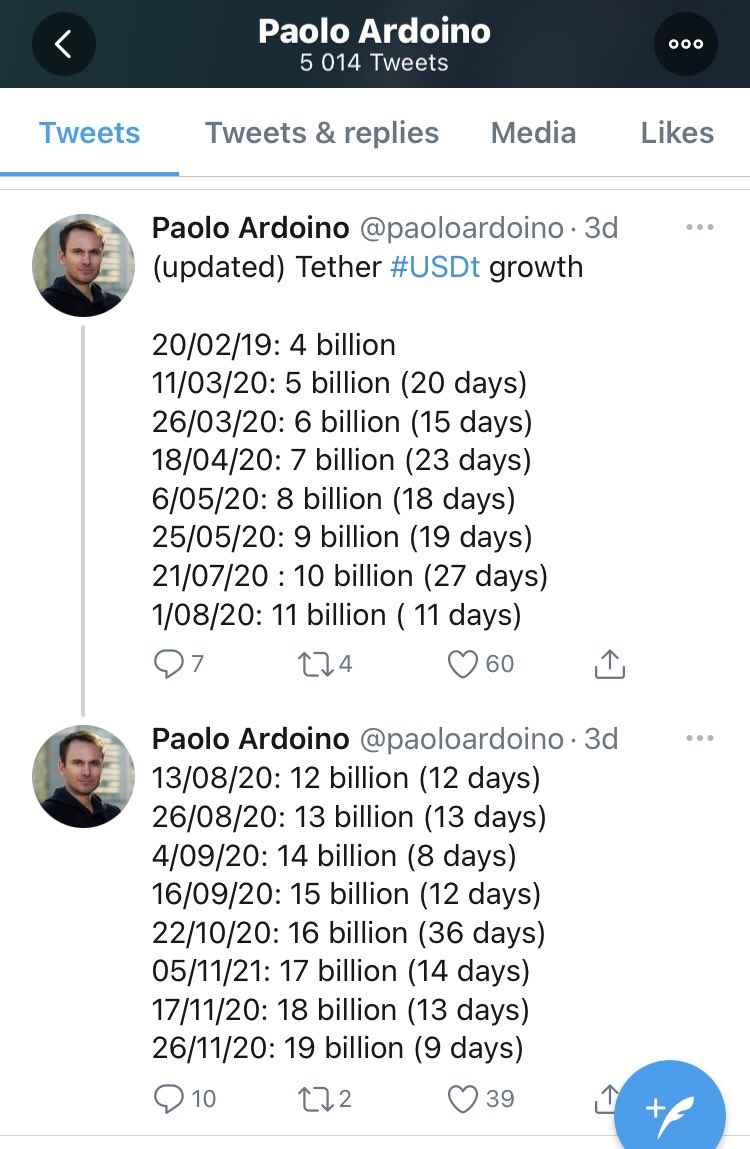 Paolo Ardoino
5 014 Tweets
Tweets Tweets & replies Media Likes
Paolo Ardoino @paoloardoino · 3d
(updated) Tether #USDt growth
20/02/19: 4 billion
11/03/20: 5 billion (20 days)
26/03/20: 6 billion (15 days)
18/04/20: 7 billion (23 days)
6/05/20: 8 billion (18 days)
25/05/20: 9 billion (19 days)
21/07/20 : 10 billion (27 days)
1/08/20: 11 billion ( 11 days)
7 4 60
Paolo Ardoino @paoloardoino · 3d
13/08/20: 12 billion (12 days)
26/08/20: 13 billion (13 days)
4/09/20: 14 billion (8 days)
16/09/20: 15 billion (12 days)
22/10/20: 16 billion (36 days)
05/11/21: 17 billion (14 days)
17/11/20: 18 billion (13 days)
26/11/20: 19 billion (9 days)
10 2 39